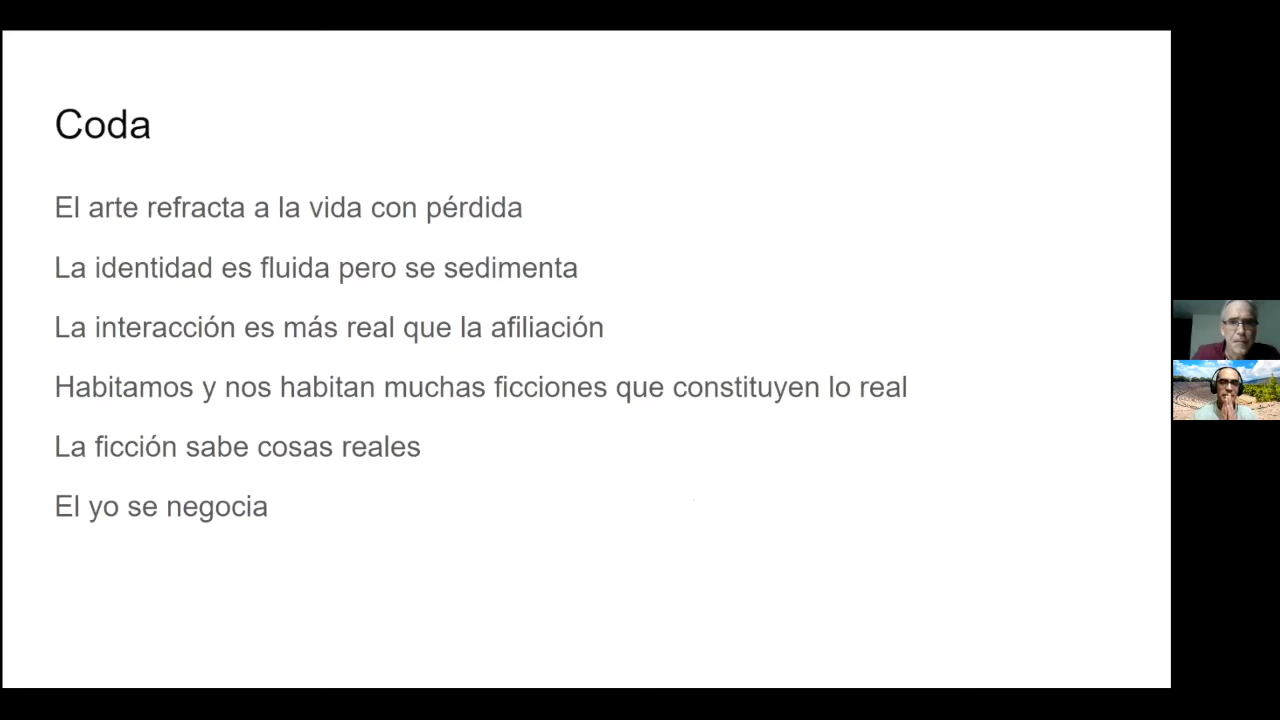 Coda
El arte refracta a la vida con pérdida
La identidad es fluida pero se sedimenta
La interacción es más real que la afiliación
Habitamos y nos habitan muchas ficciones que constituyen lo real
La ficción sabe cosas reales
El yo se negocia